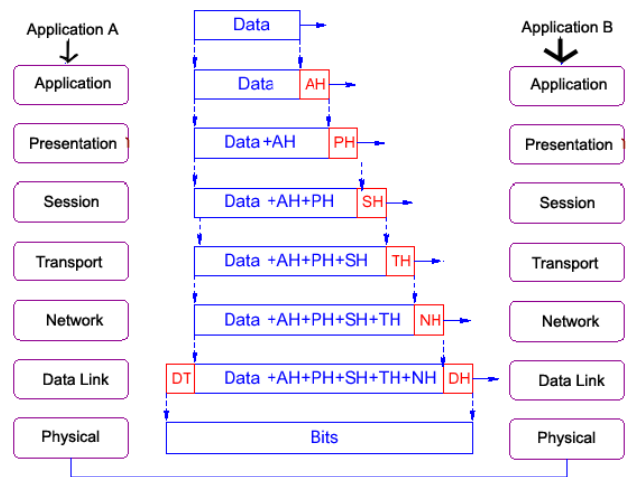 Application A
Data
Application B
Application
Data
AH
Application
Presentation
Data +AH
PH
Presentation
Session
Data +AH+PH
SH
Session
Transport
Data +AH+PH+SH
TH
Transport
Network
Data +AH+PH+SH+TH
NH
Network
Data Link
DT
Data +AH+PH+SH+TH+NH
DH
Data Link
Physical
Bits
Physical